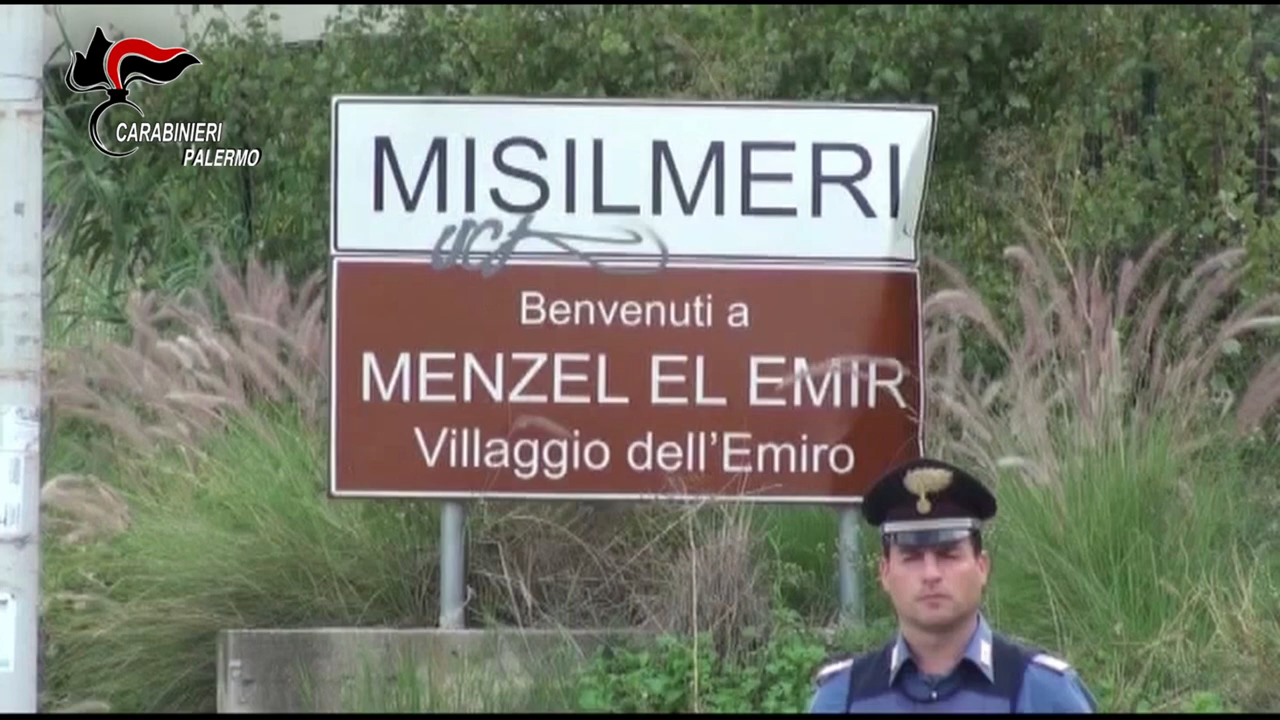 CARABINIERI
PALERMO
MISILMERI
Benvenuti a
MENZEL EL EMIR
Villaggio dell'Emiro